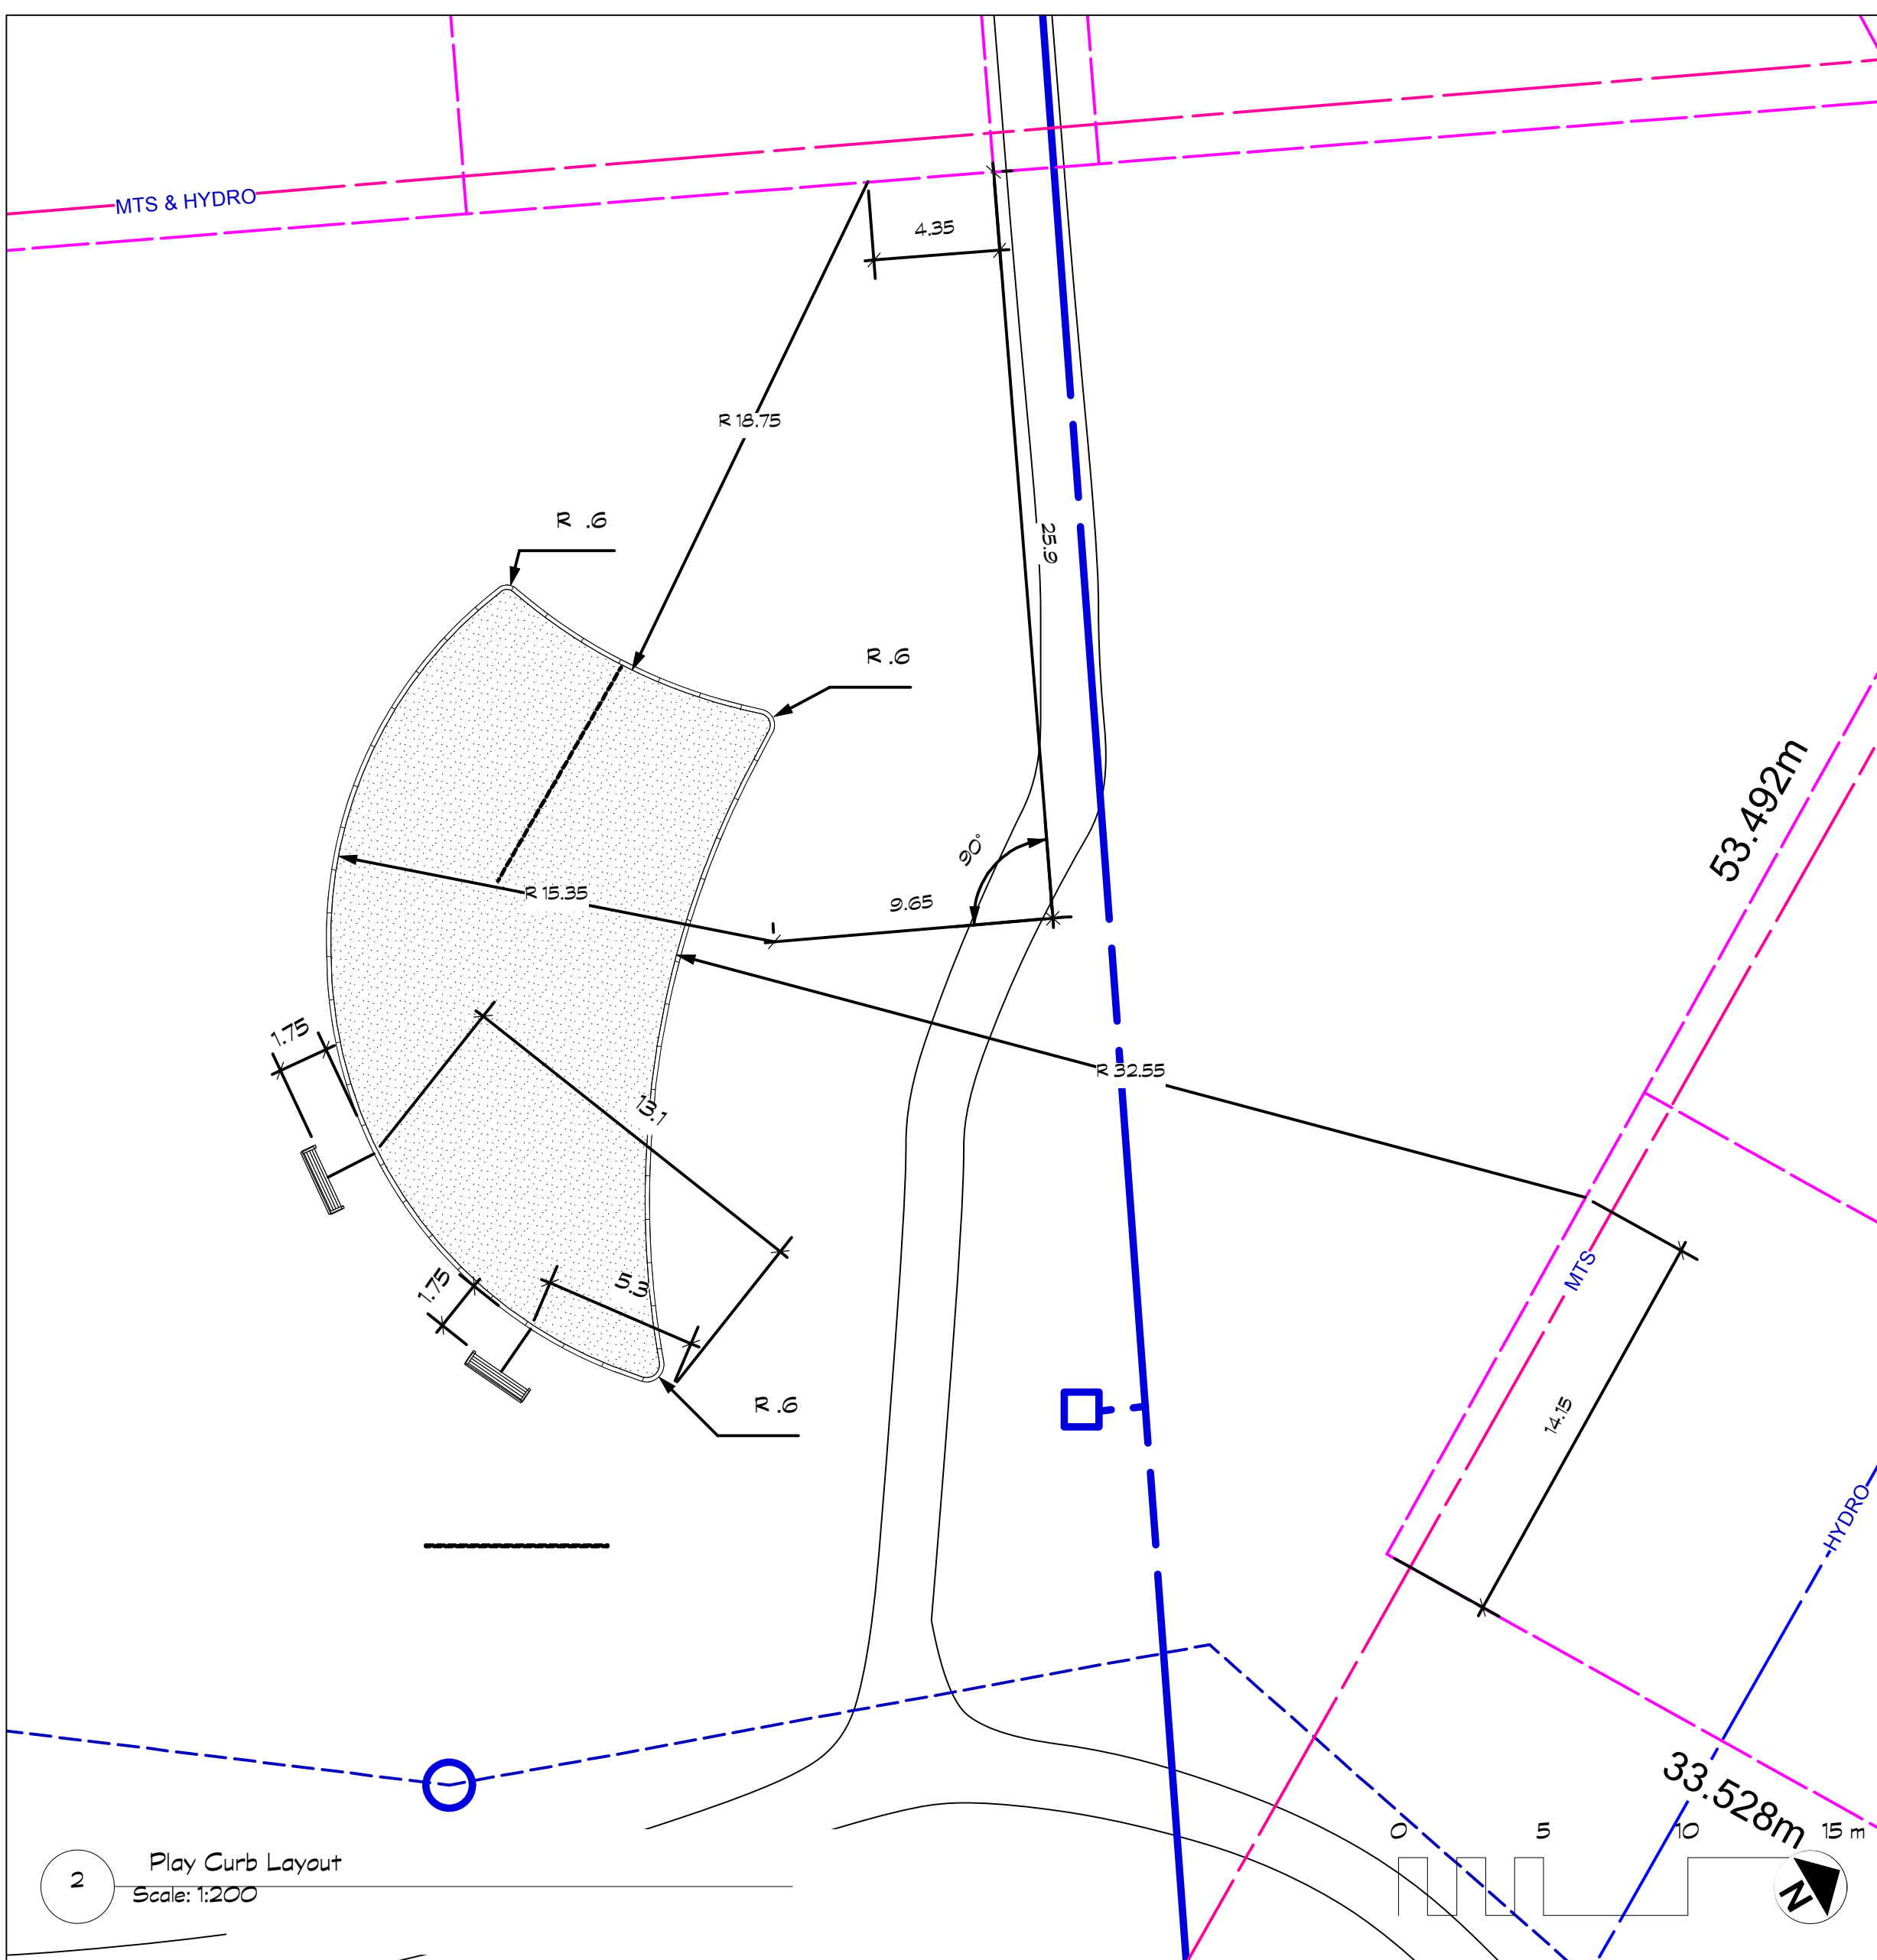 MTS & HYDRO
4.35
R 18.75
25.9
R .6
R .6
53.492m
90°
R 15.35
9.65
1.75
R 32.55
13.1
MTS
1.75
5.3
R .6
14.15
HYDRO
33.528m
0 5 10 15 m
2
Play Curb Layout
Scale: 1:200
N